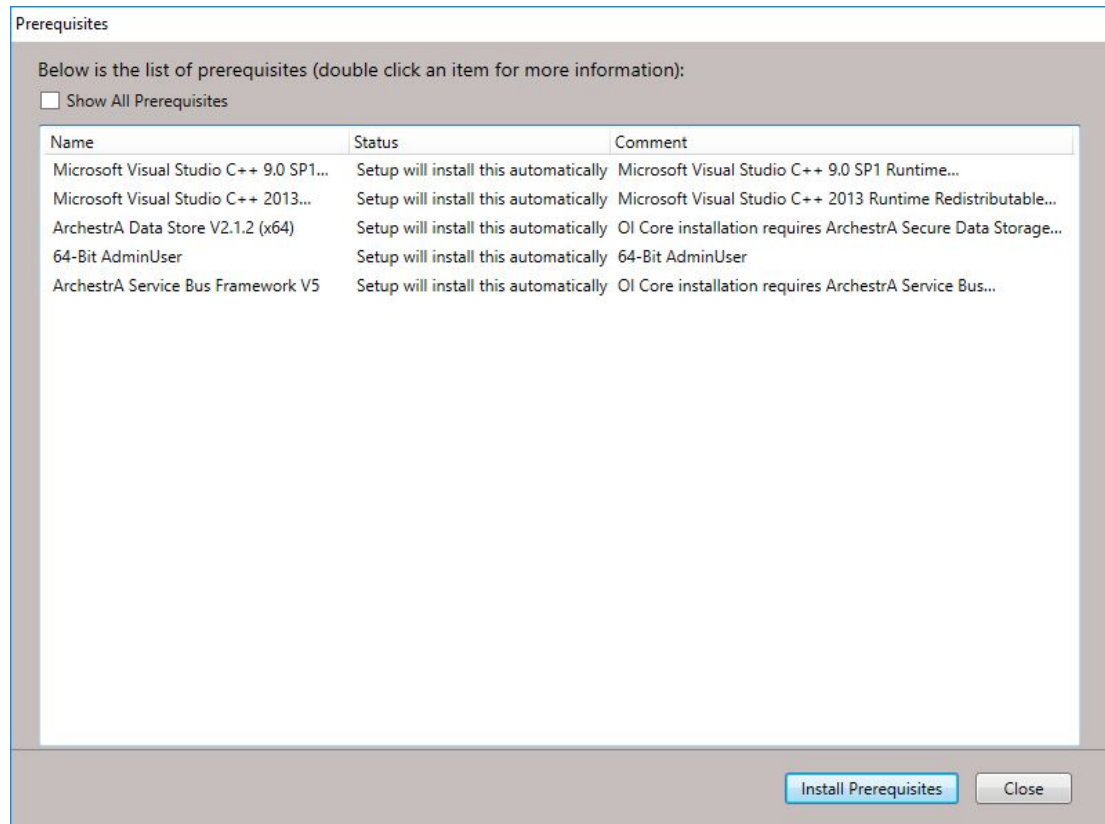 Prerequisites
Below is the list of prerequisites (double click an item for more information):
Show All Prerequisites
Name Status Comment
Microsoft Visual Studio C++ 9.0 SP1... Setup will install this automatically Microsoft Visual Studio C++ 9.0 SP1 Runtime...
Microsoft Visual Studio C++ 2013... Setup will install this automatically Microsoft Visual Studio C++ 2013 Runtime Redistributable...
ArchestrA Data Store V2.1.2 (x64) Setup will install this automatically OI Core installation requires ArchestrA Secure Data Storage...
64-Bit AdminUser Setup will install this automatically 64-Bit AdminUser
ArchestrA Service Bus Framework V5 Setup will install this automatically OI Core installation requires ArchestrA Service Bus...
Install Prerequisites Close